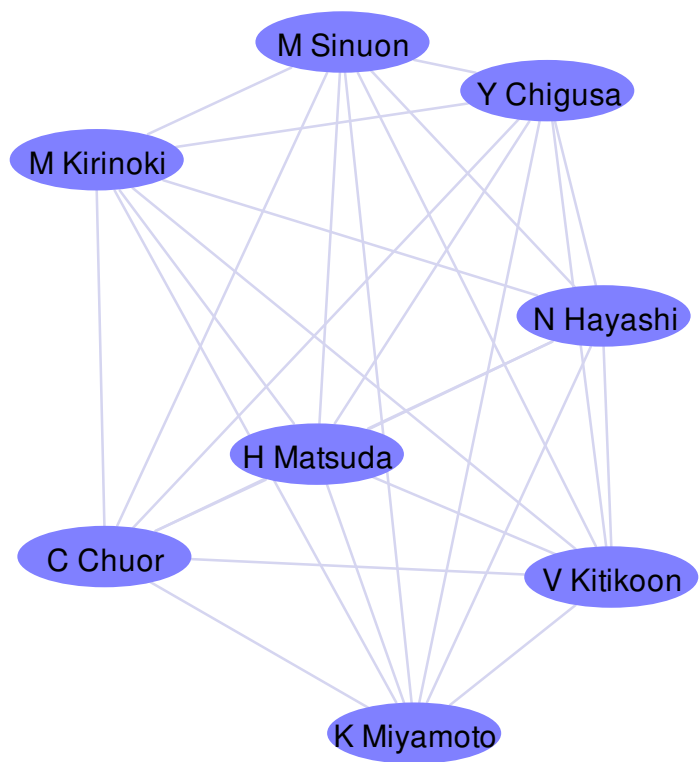 M Sinuon
Y Chigusa
M Kirinoki
N Hayashi
H Matsuda
C Chuor
V Kitikoon
K Miyamoto